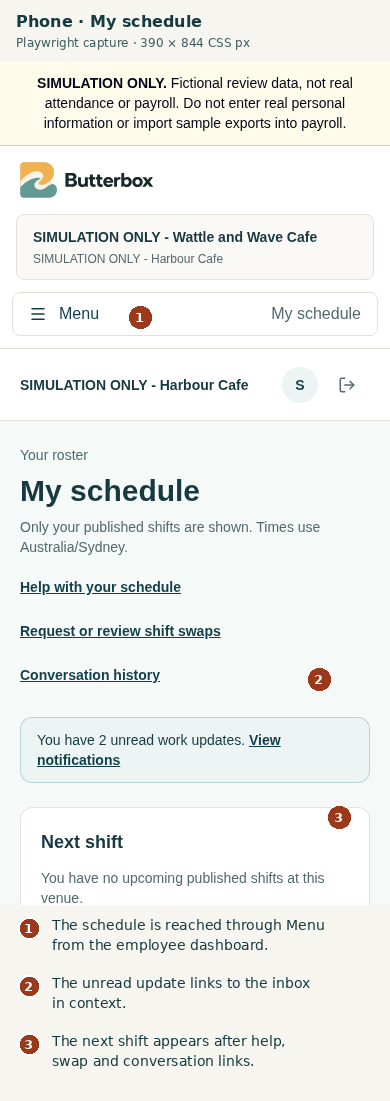 Phone · My schedule
Playwright capture · 390 × 844 CSS px
SIMULATION ONLY. Fictional review data, not real
attendance or payroll. Do not enter real personal
information or import sample exports into payroll.
Butterbox
SIMULATION ONLY - Wattle and Wave Cafe
SIMULATION ONLY - Harbour Cafe
Menu 1 My schedule
SIMULATION ONLY - Harbour Cafe S
Your roster
My schedule
Only your published shifts are shown. Times use
Australia/Sydney.
Help with your schedule
Request or review shift swaps
Conversation history 2
You have 2 unread work updates. View
notifications
3
Next shift
You have no upcoming published shifts at this
venue.
1 The schedule is reached through Menu
from the employee dashboard.
2 The unread update links to the inbox
in context.
3 The next shift appears after help,
swap and conversation links.